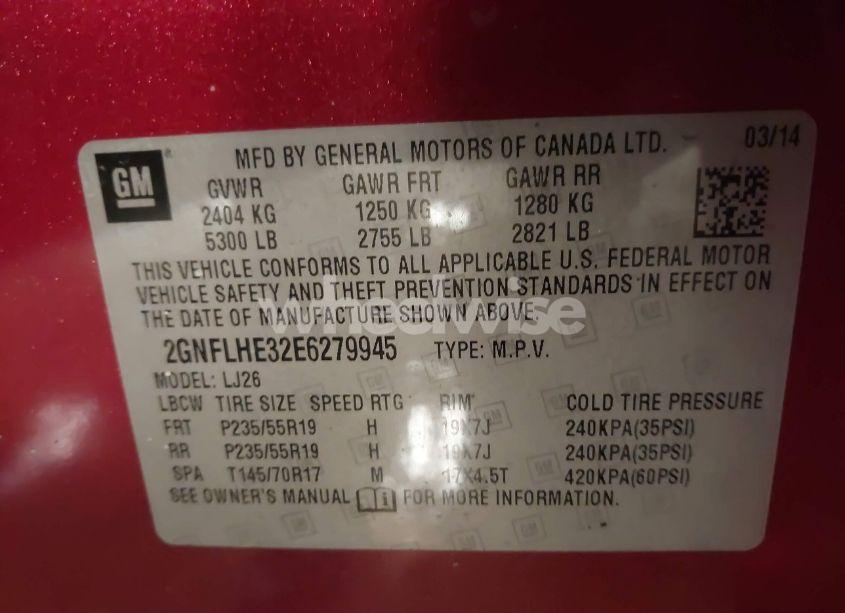 MFD BY GENERAL MOTORS OF CANADA LTD. 03/14
GM
GVWR GAWR FRT GAWR RR
2404 KG 1250 KG 1280 KG
5300 LB 2755 LB 2821 LB
THIS VEHICLE CONFORMS TO ALL APPLICABLE U.S. FEDERAL MOTOR
VEHICLE SAFETY AND THEFT PREVENTION STANDARDS IN EFFECT ON
THE DATE OF MANUFACTURE SHOWN ABOVE.
wheelwise
2GNFLHE32E6279945 TYPE: M.P.V.
MODEL: LJ26
LBCW TIRE SIZE SPEED RTG RIM COLD TIRE PRESSURE
FRT P235/55R19 H 19X7J 240KPA(35PSI)
RR P235/55R19 H 19X7J 240KPA(35PSI)
SPA T145/70R17 M 17X4.5T 420KPA(60PSI)
SEE OWNER'S MANUAL FOR MORE INFORMATION.